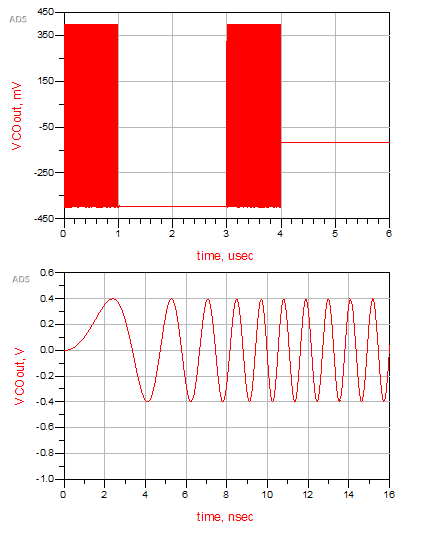 ADS
450
350
150
-50
-250
-450
VCOout, mV
0 1 2 3 4 5 6
time, usec
ADS
0.6
0.4
0.2
0.0
-0.2
-0.4
-0.6
-0.8
-1.0
VCOout, V
0 2 4 6 8 10 12 14 16
time, nsec